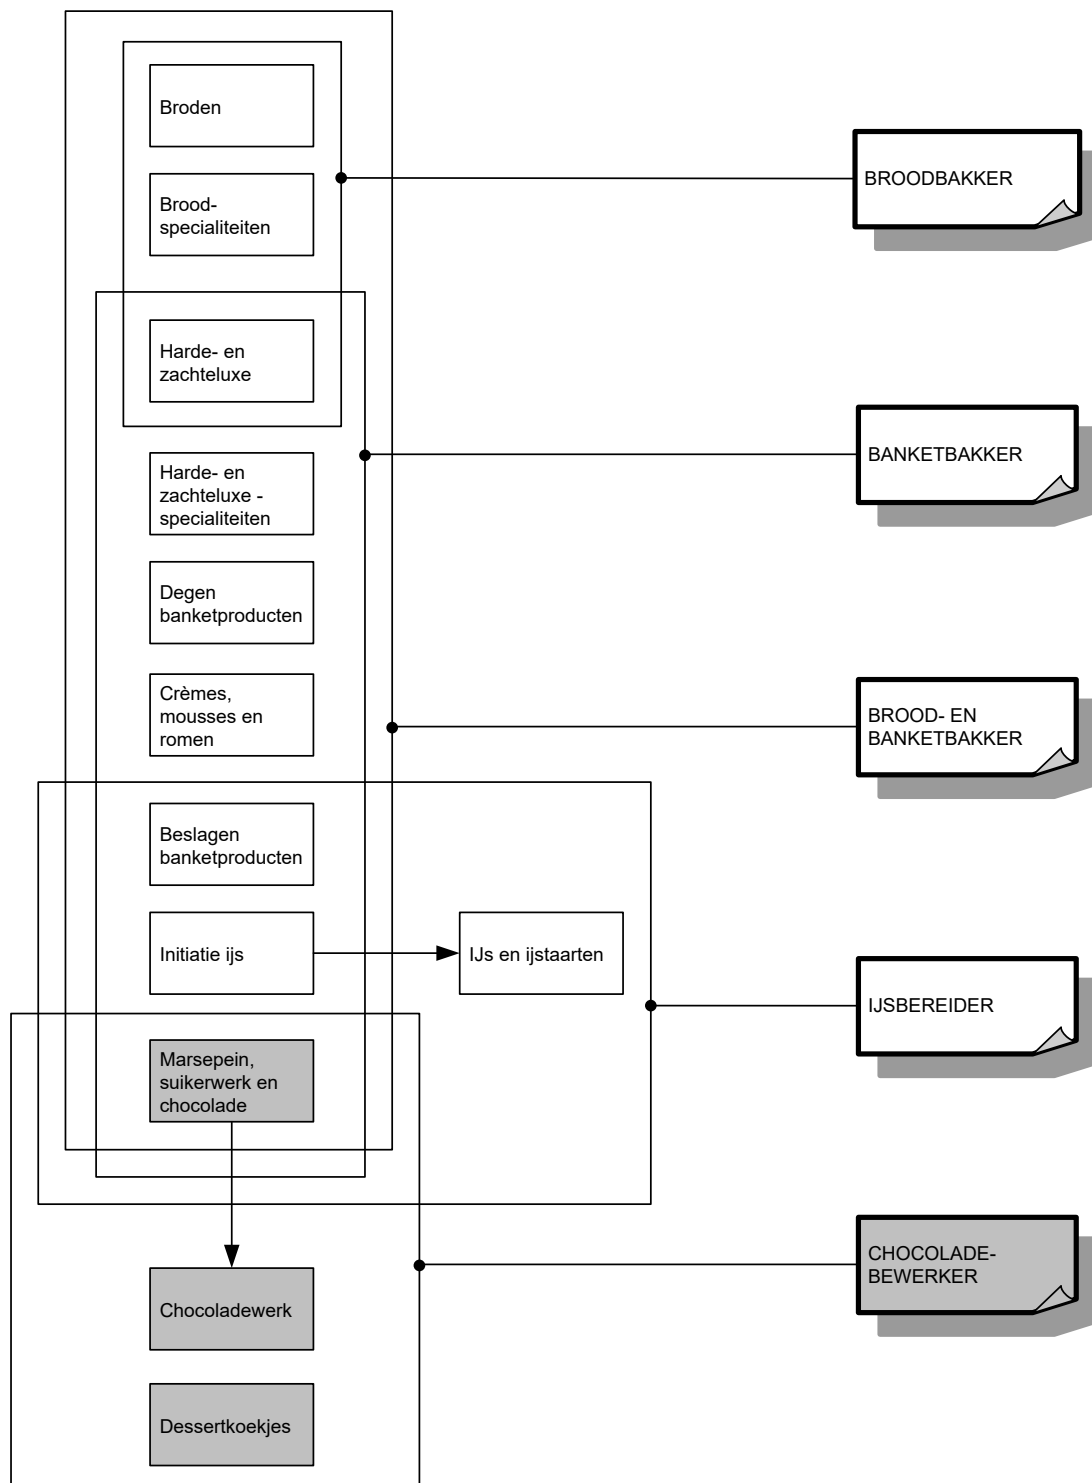 Broden
BROODBAKKER
Brood-
specialiteiten
Harde- en
zachteluxe
BANKETBAKKER
Harde- en
zachteluxe -
specialiteiten
Degen
banketproducten
Crèmes,
mousses en
romen
BROOD- EN
BANKETBAKKER
Beslagen
banketproducten
Initiatie ijs
IJs en ijstaarten
IJSBEREIDER
Marsepein,
suikerwerk en
chocolade
CHOCOLADE-
BEWERKER
Chocoladewerk
Dessertkoekjes